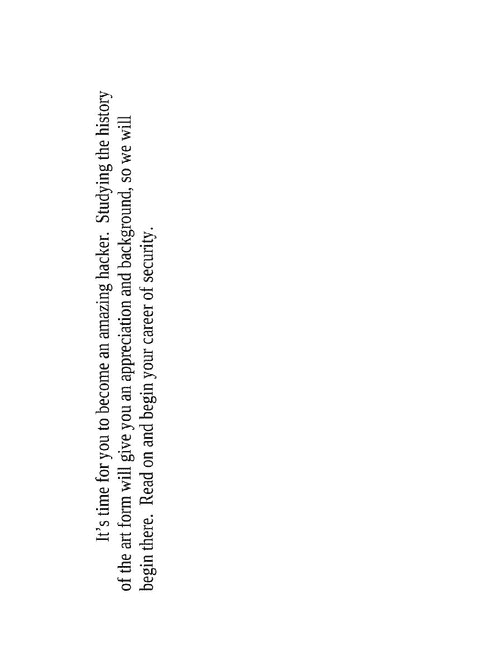 It’s time for you to become an amazing hacker.  Studying the history
of the art form will give you an appreciation and background, so we will
begin there.  Read on and begin your career of security.